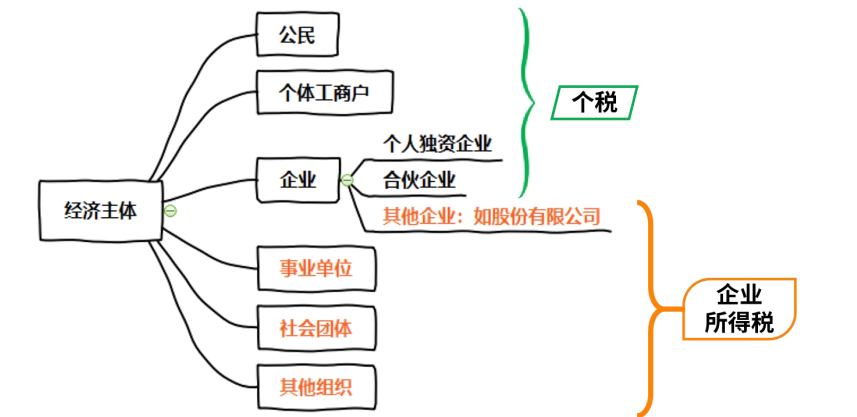 公民
个体工商户
个税
个人独资企业
企业
合伙企业
经济主体
其他企业：如股份有限公司
事业单位
企业
所得税
社会团体
其他组织